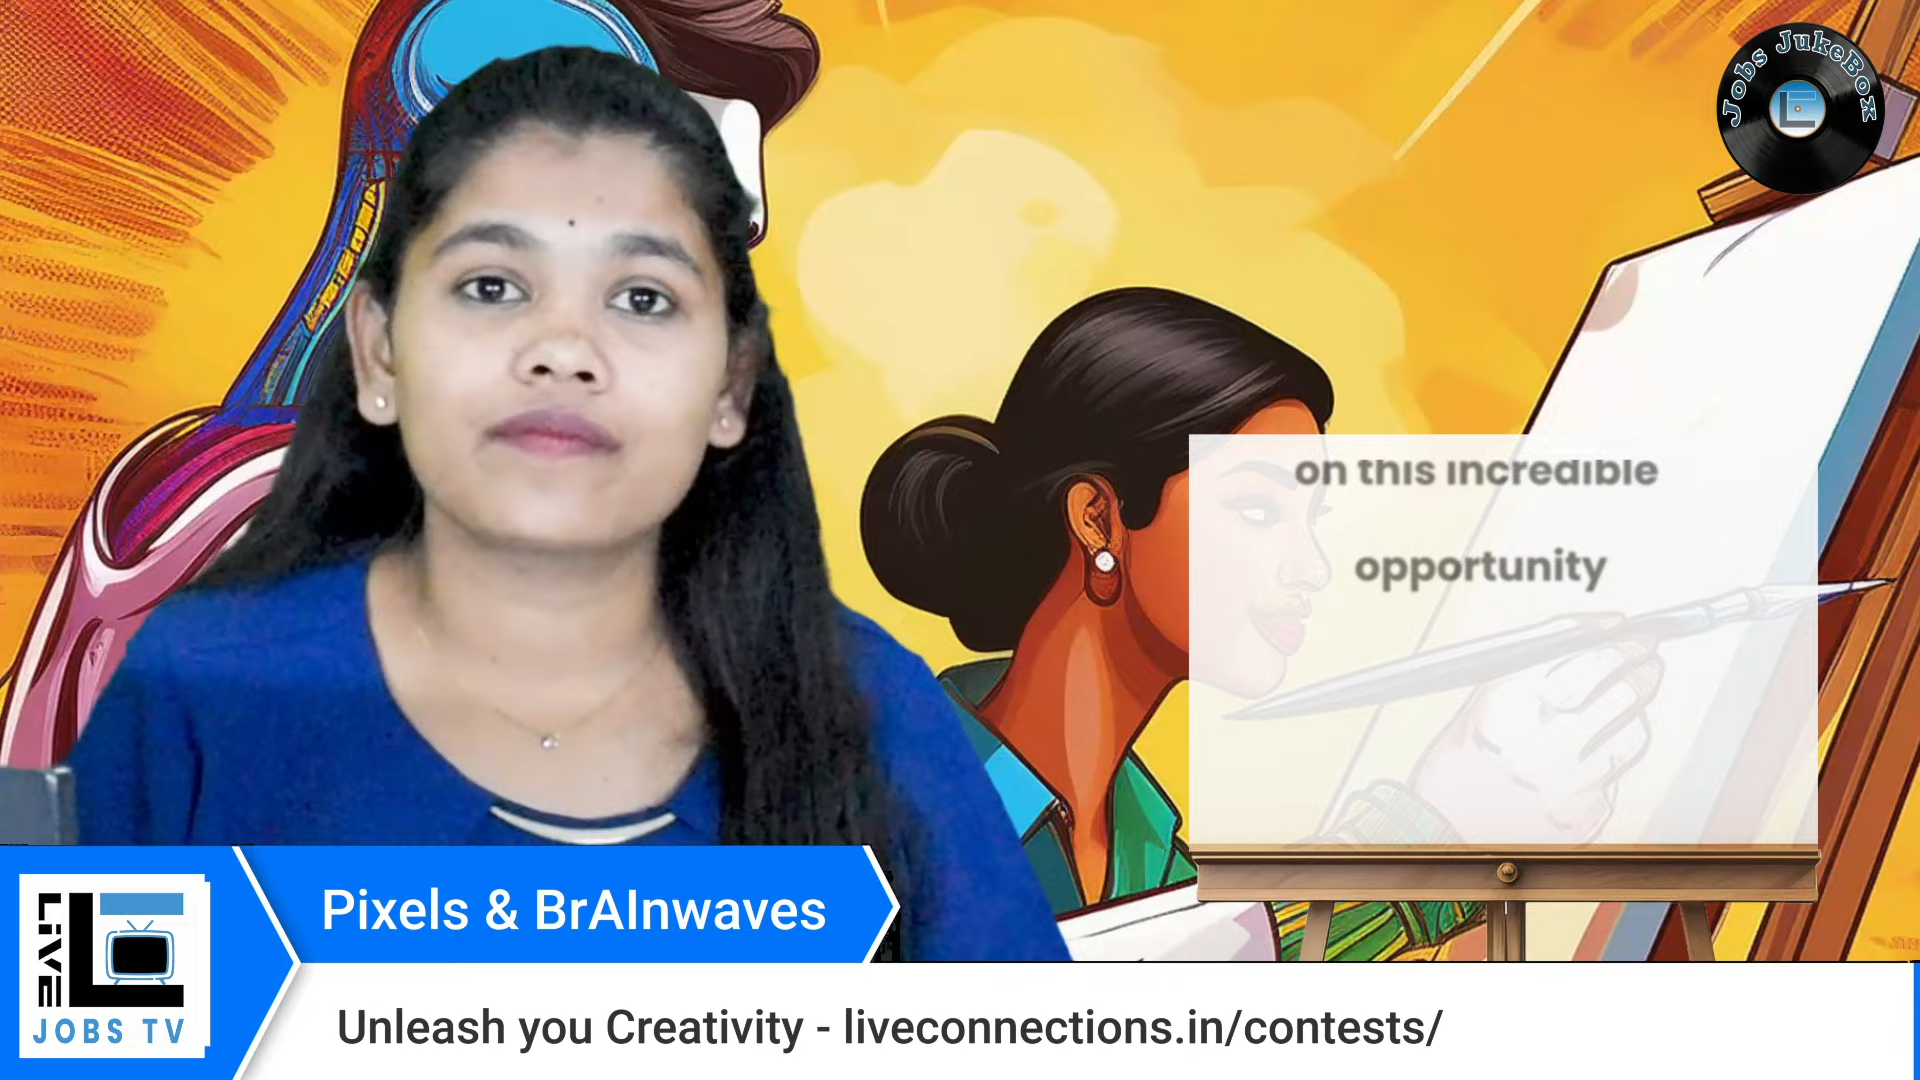 Jobs JukeBox
on this incredible
opportunity
Pixels & BrAInwaves
LIVE
JOBS TV
Unleash you Creativity - liveconnections.in/contests/